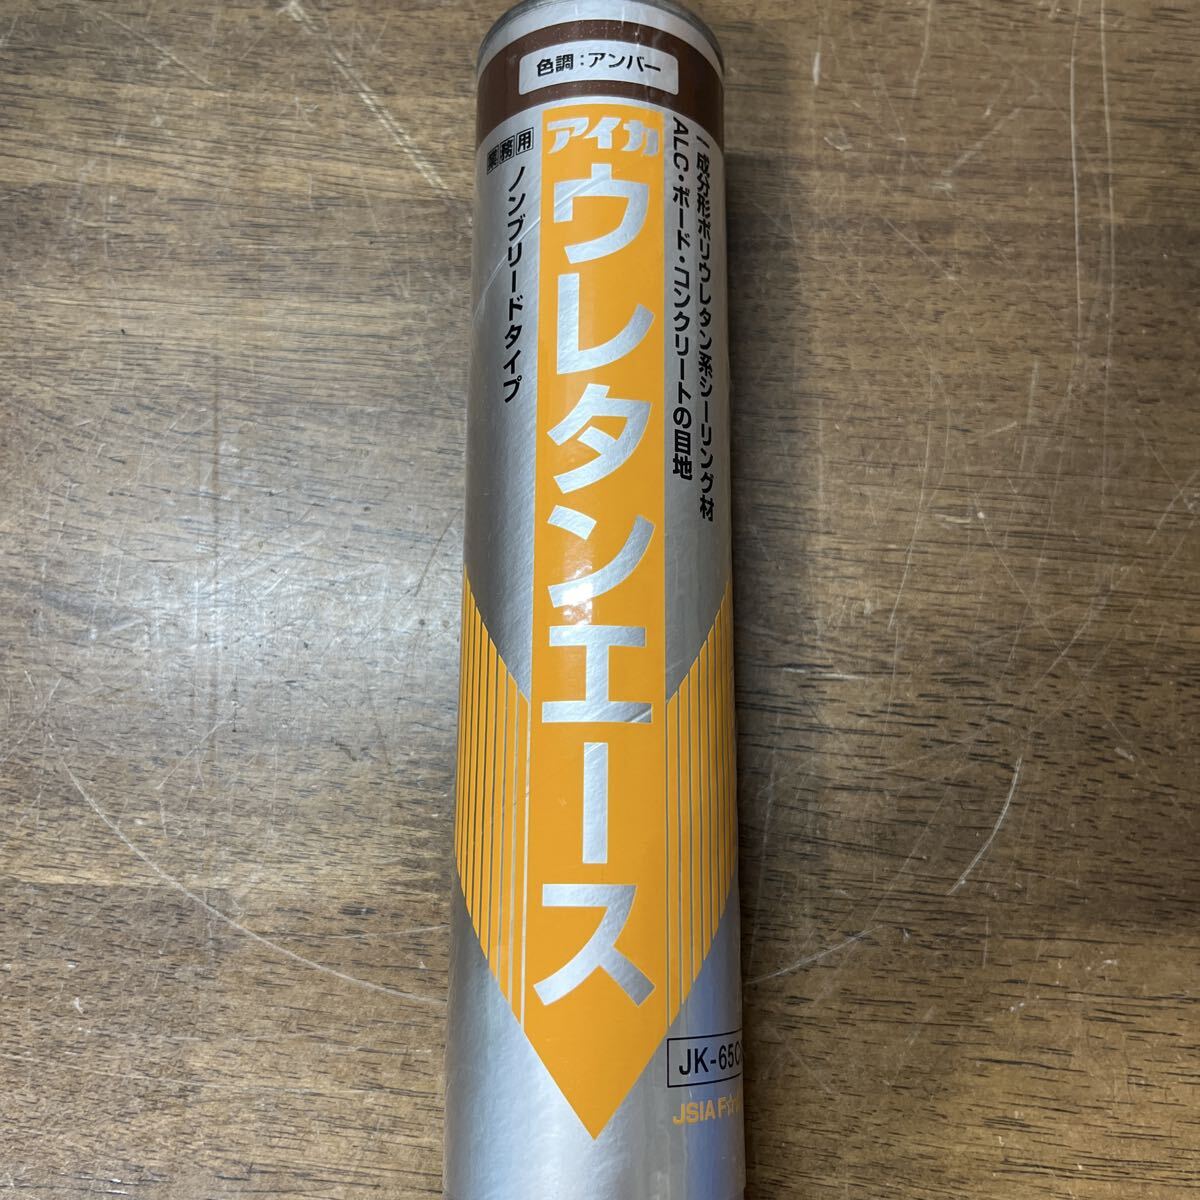 色調:アンバー
一成分形ポリウレタン系シーリング材
ALC・ボード・コンクリートの目地
アイカ
ウレタンエース
業務用
ノンブリードタイプ
JK-65
JSIA F☆